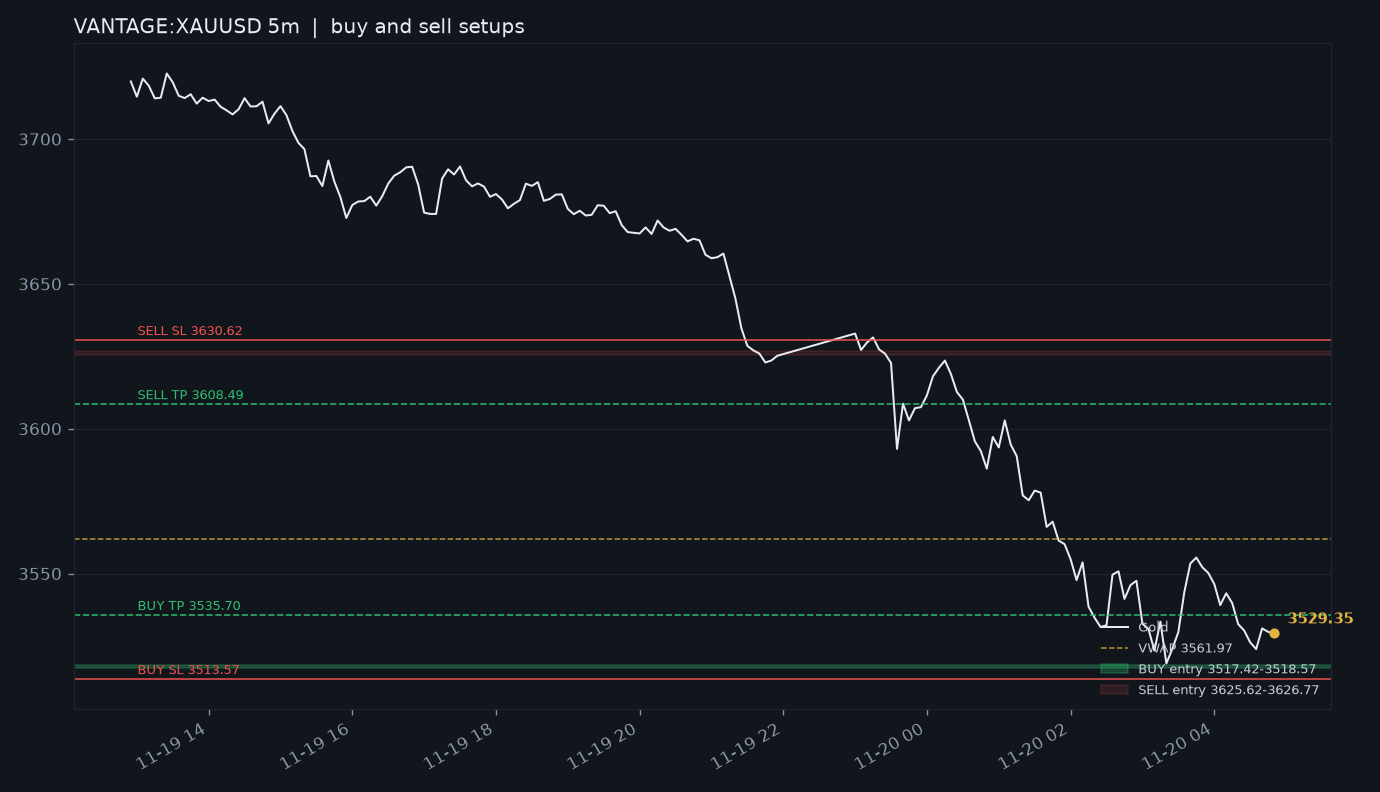 VANTAGE:XAUUSD 5m | buy and sell setups
3700
3650
SELL SL 3630.62
SELL TP 3608.49
3600
3550
BUY TP 3535.70
3529.35
Gold
VWAP 3561.97
BUY SL 3513.57
BUY entry 3517.42-3518.57
SELL entry 3625.62-3626.77
11-19 14
11-19 16
11-19 18
11-19 20
11-19 22
11-20 00
11-20 02
11-20 04